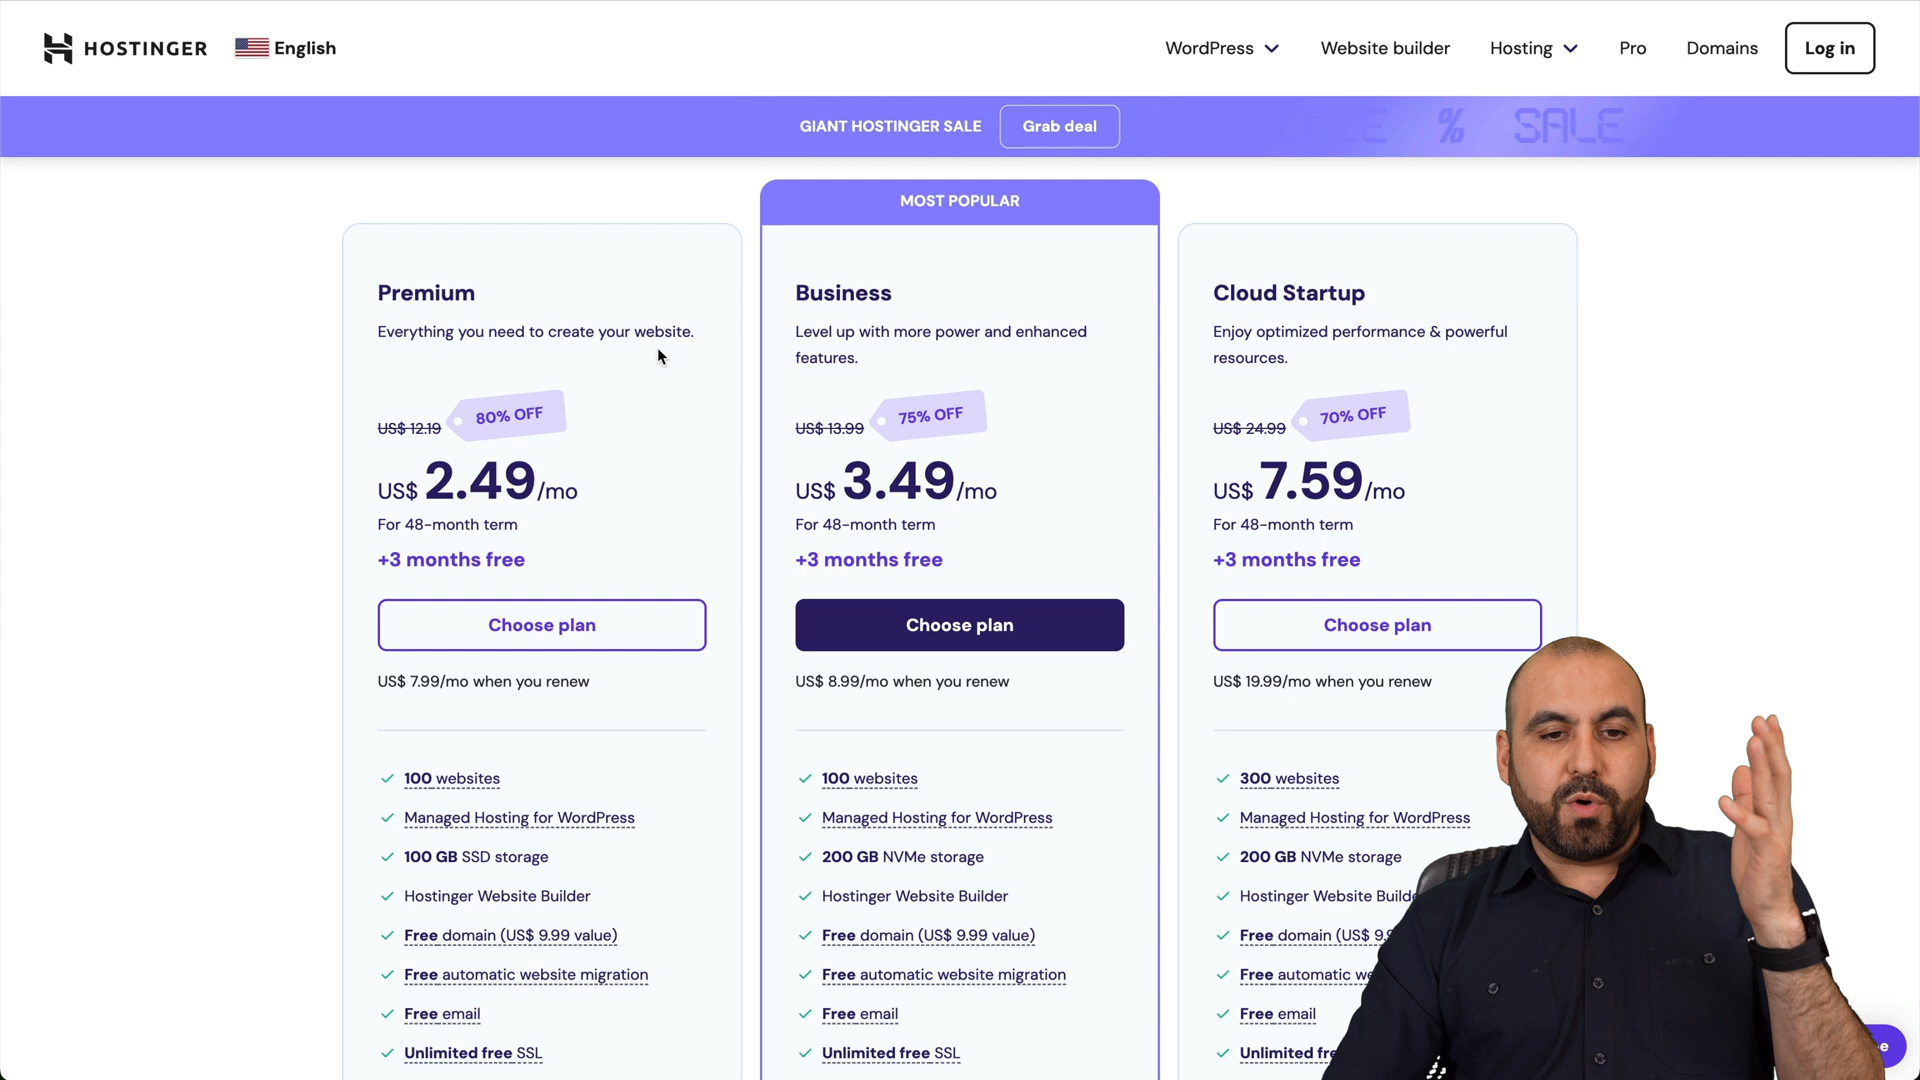 HOSTINGER
English
WordPress
Website builder
Hosting
Pro
Domains
Log in
GIANT HOSTINGER SALE
Grab deal
% SALE
MOST POPULAR
Premium
Everything you need to create your website.
US$ 12.19
80% OFF
US$ 2.49/mo
For 48-month term
+3 months free
Choose plan
US$ 7.99/mo when you renew
100 websites
Managed Hosting for WordPress
100 GB SSD storage
Hostinger Website Builder
Free domain (US$ 9.99 value)
Free automatic website migration
Free email
Unlimited free SSL
Business
Level up with more power and enhanced
features.
US$ 13.99
75% OFF
US$ 3.49/mo
For 48-month term
+3 months free
Choose plan
US$ 8.99/mo when you renew
100 websites
Managed Hosting for WordPress
200 GB NVMe storage
Hostinger Website Builder
Free domain (US$ 9.99 value)
Free automatic website migration
Free email
Unlimited free SSL
Cloud Startup
Enjoy optimized performance & powerful
resources.
US$ 24.99
70% OFF
US$ 7.59/mo
For 48-month term
+3 months free
Choose plan
US$ 19.99/mo when you renew
300 websites
Managed Hosting for WordPress
200 GB NVMe storage
Hostinger Website
Free domain (US$
Free automatic
Free email
Unlimited